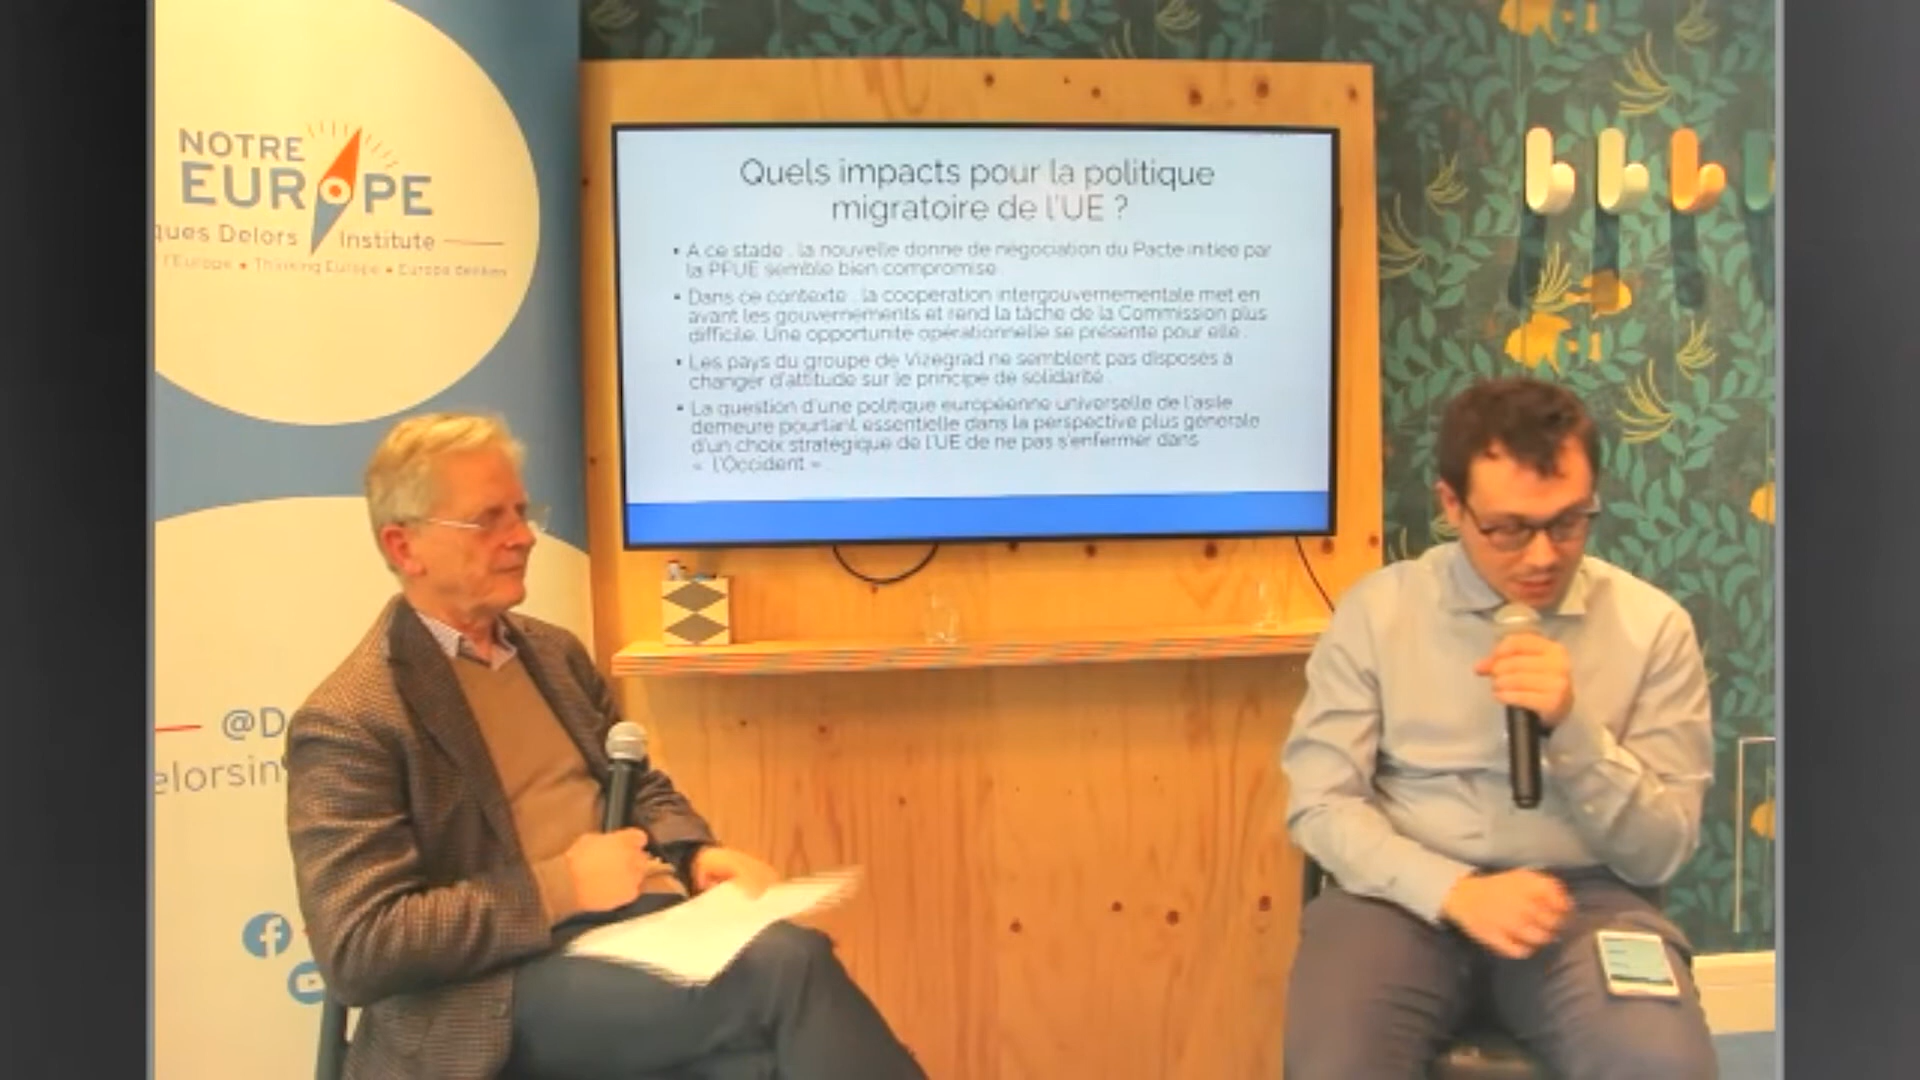 NOTRE
EUROPE
ques Delors Institute
l'Europe • Thinking Europe • Europa denken
@D
elorsin
Quels impacts pour la politique
migratoire de l'UE ?
• A ce stade , la nouvelle donne de négociation du Pacte initiée par
la PFUE semble bien compromise
• Dans ce contexte , la coopération intergouvernementale met en
avant les gouvernements et rend la tâche de la Commission plus
difficile. Une opportunité opérationnelle se présente pour elle .
• Les pays du groupe de Vizegrad ne semblent pas disposés à
changer d'attitude sur le principe de solidarité .
• La question d'une politique européenne universelle de l'asile
demeure pourtant essentielle dans la perspective plus générale
d'un choix stratégique de l'UE de ne pas s'enfermer dans
« l'Occident »